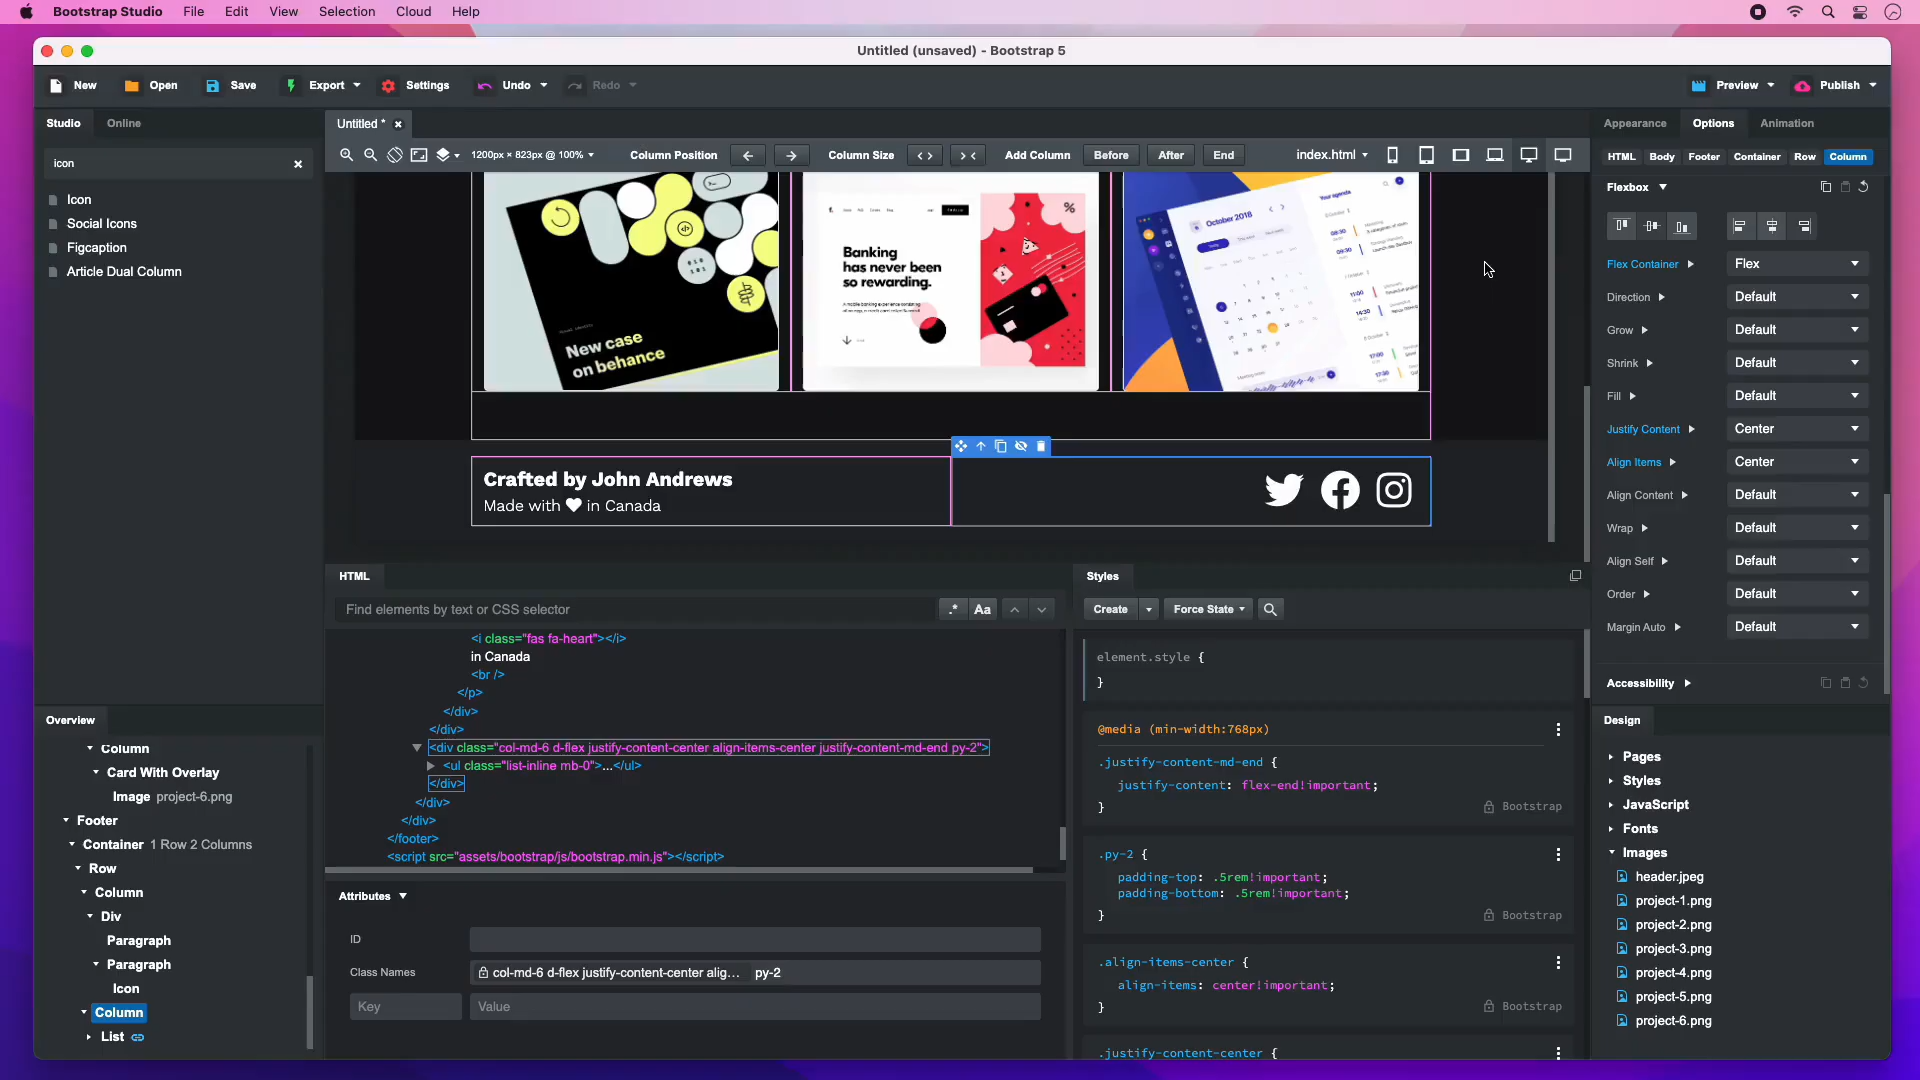 Bootstrap Studio File Edit View Selection Cloud Help
Untitled (unsaved) - Bootstrap 5
New Open Save Export Settings Undo Redo Preview Publish
Studio Online
icon
Icon
Social Icons
Figcaption
Article Dual Column
Untitled *
1200px × 823px @ 100% Column Position Column Size Add Column Before After End index.html
New case
on behance
Banking
has never been
so rewarding.
%
Your agenda
October 2018
Crafted by John Andrews
Made with in Canada
Appearance Options Animation
HTML Body Footer Container Row Column
Flexbox
Flex Container Flex
Direction Default
Grow Default
Shrink Default
Fill Default
Justify Content Center
Align Items Center
Align Content Default
Wrap Default
Align Self Default
Order Default
Margin Auto Default
Accessibility
HTML
Find elements by text or CSS selector .* Aa
<i class="fas fa-heart"></i>
in Canada
<br />
</p>
</div>
</div>
<div class="col-md-6 d-flex justify-content-center align-items-center justify-content-md-end py-2">
<ul class="list-inline mb-0">...</ul>
</div>
</div>
</div>
</footer>
<script src="assets/bootstrap/js/bootstrap.min.js"></script>
Attributes
ID
Class Names col-md-6 d-flex justify-content-center alig... py-2
Key Value
Styles
Create Force State
element.style {
}
@media (min-width:768px)
.justify-content-md-end {
justify-content: flex-end!important;
} Bootstrap
.py-2 {
padding-top: .5rem!important;
padding-bottom: .5rem!important;
} Bootstrap
.align-items-center {
align-items: center!important;
} Bootstrap
.justify-content-center {
Overview
Column
Card With Overlay
Image project-6.png
Footer
Container 1 Row 2 Columns
Row
Column
Div
Paragraph
Paragraph
Icon
Column
List
Design
Pages
Styles
JavaScript
Fonts
Images
header.jpeg
project-1.png
project-2.png
project-3.png
project-4.png
project-5.png
project-6.png